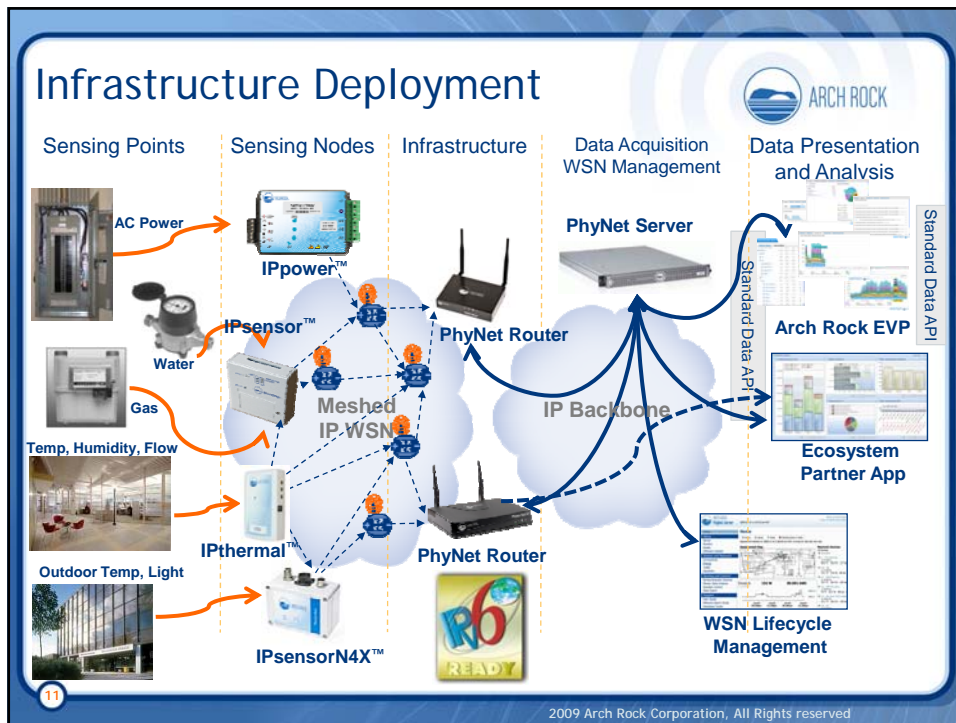 Infrastructure Deployment
ARCH ROCK
Sensing Points
Sensing Nodes
Infrastructure
Data Acquisition
WSN Management
Data Presentation
and Analysis
AC Power
IPpower™
PhyNet Server
Standard Data API
Standard Data API
Arch Rock EVP
Water
IPsensor™
PhyNet Router
Gas
Meshed
IP WSN
IP Backbone
Ecosystem
Partner App
Temp, Humidity, Flow
IPthermal™
PhyNet Router
Outdoor Temp, Light
IPsensorN4X™
IPv6
READY
WSN Lifecycle
Management
11
2009 Arch Rock Corporation, All Rights reserved